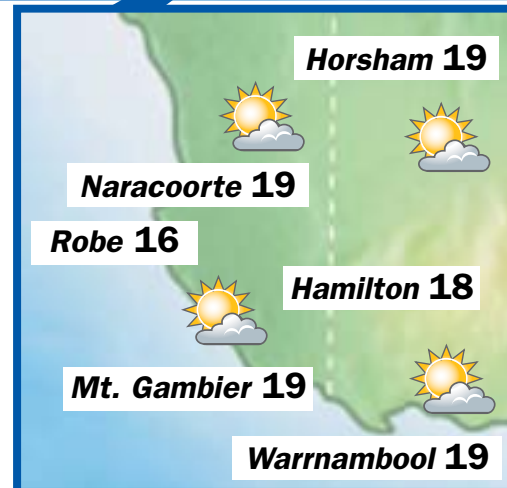 Horsham 19
Naracoorte 19
Robe 16
Hamilton 18
Mt. Gambier 19
Warrnambool 19